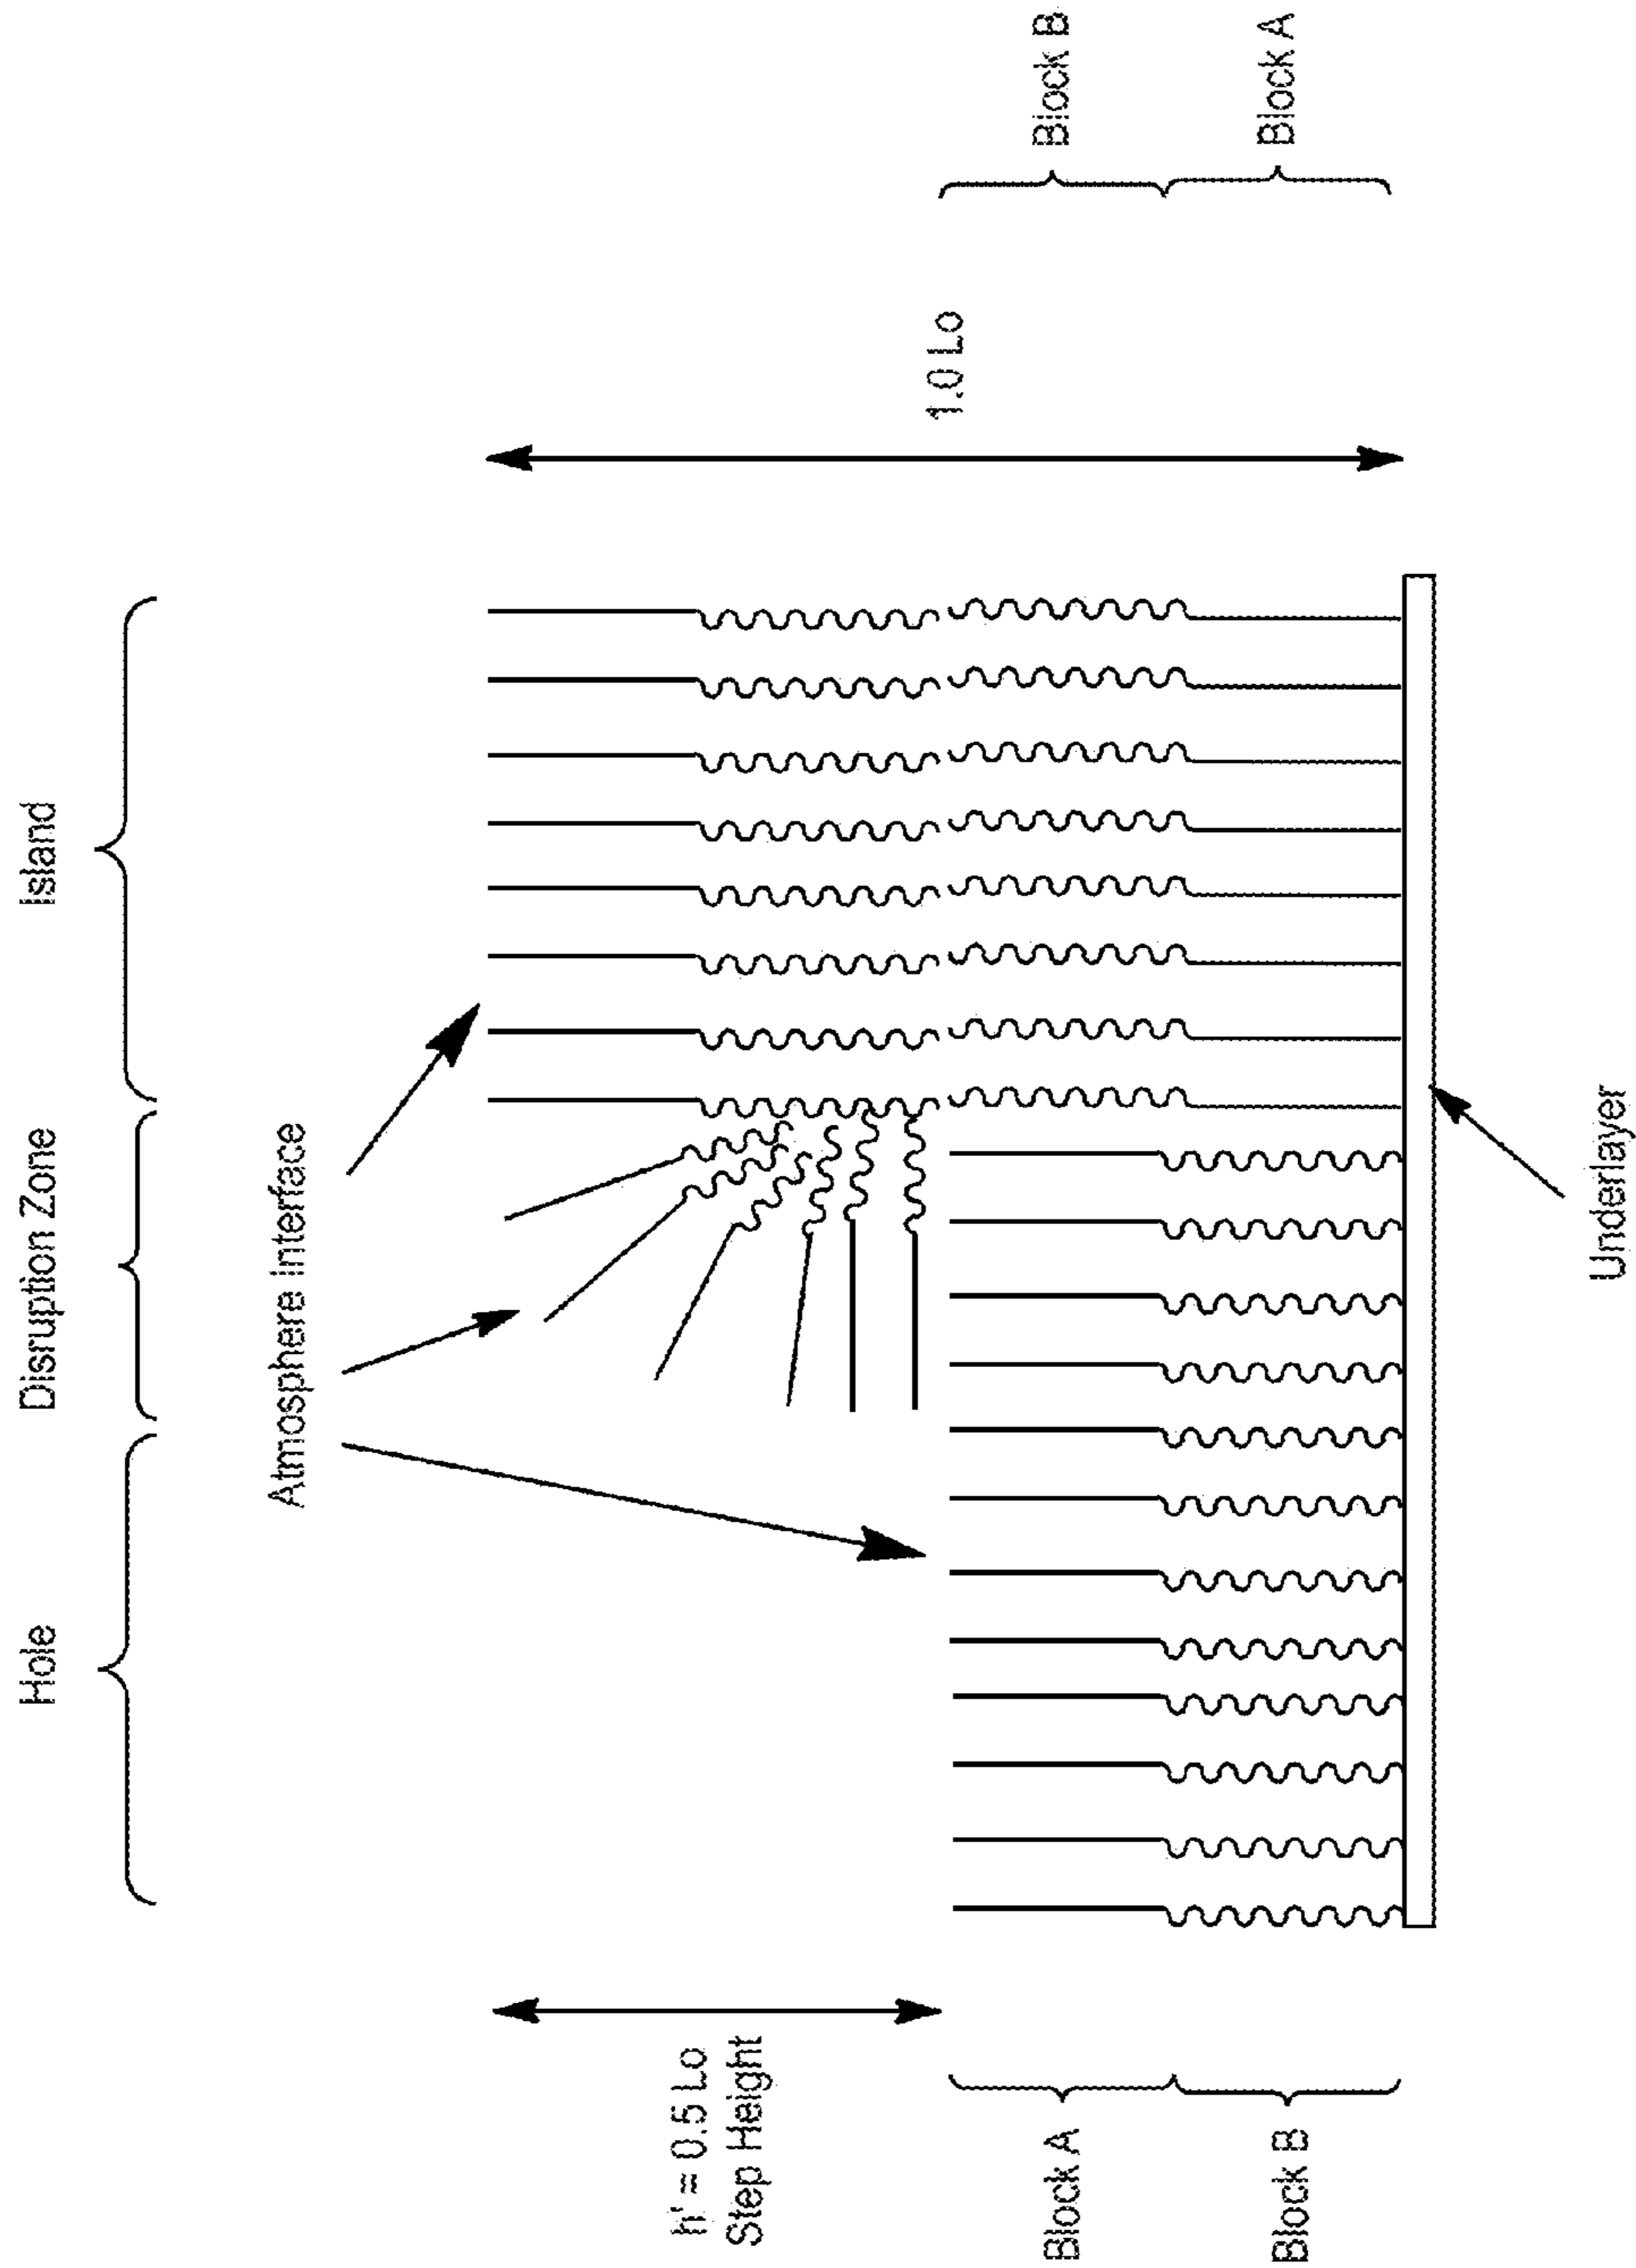 Hole
Disruption Zone
Island
Atmosphere Interface
h' = 0.5 Lo
Step Height
1.0 Lo
Block A
Block B
Block B
Block A
Underlayer